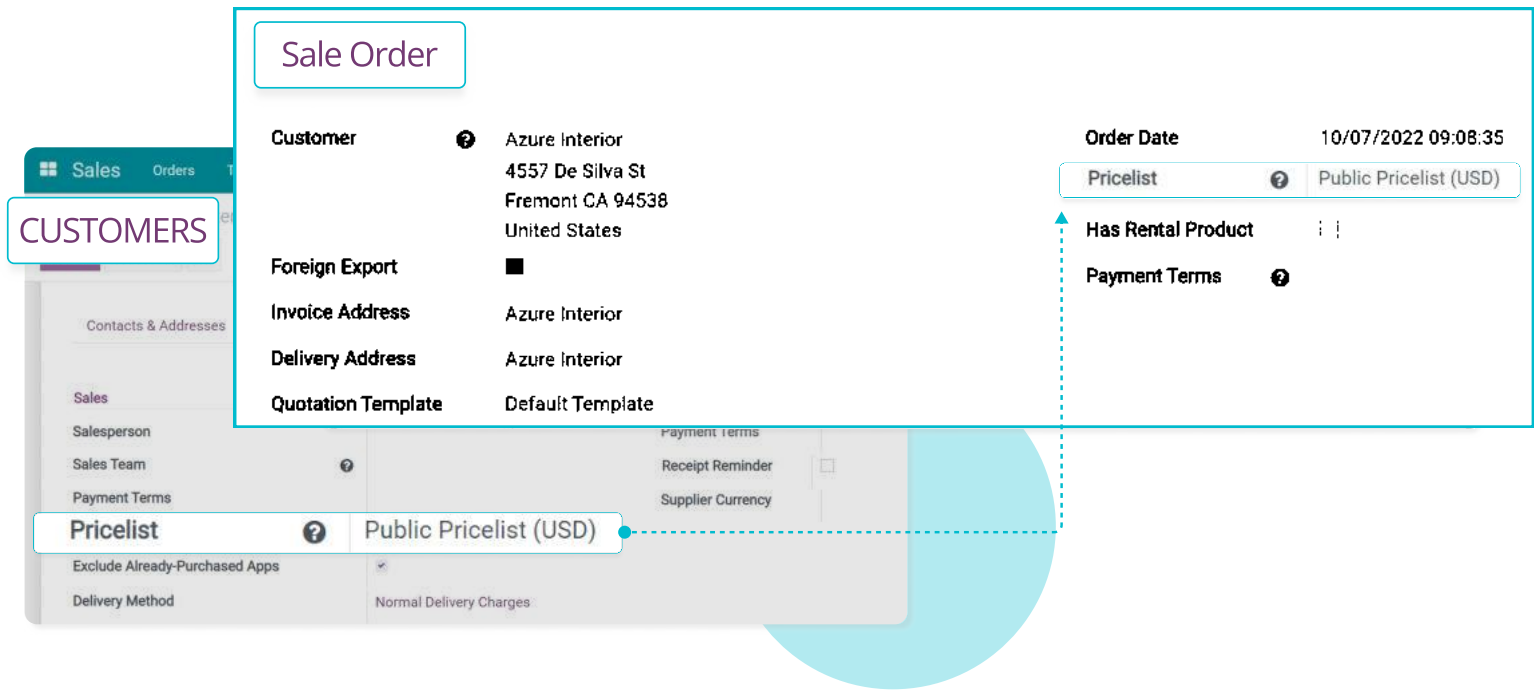 Sale Order
Customer Azure Interior
4557 De Silva St
Fremont CA 94538
United States
Foreign Export
Invoice Address Azure Interior
Delivery Address Azure Interior
Quotation Template Default Template
Order Date 10/07/2022 09:08:35
Pricelist Public Pricelist (USD)
Has Rental Product
Payment Terms
Sales Orders
CUSTOMERS
Contacts & Addresses
Sales
Salesperson
Sales Team
Payment Terms
Pricelist Public Pricelist (USD)
Exclude Already-Purchased Apps
Delivery Method Normal Delivery Charges
Payment Terms
Receipt Reminder
Supplier Currency